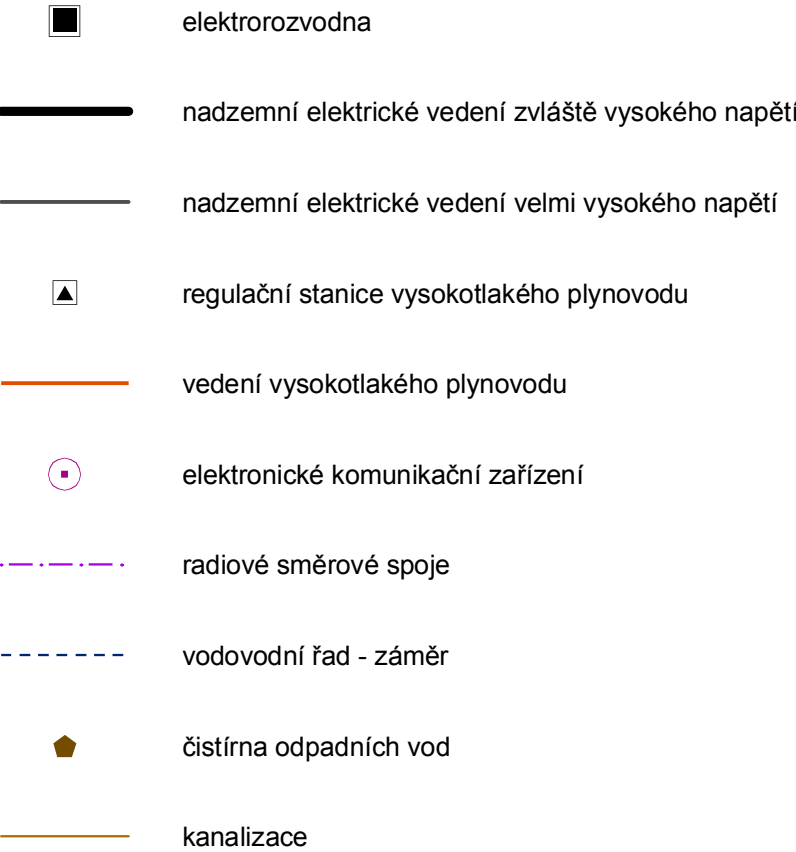 elektrorozvodna
nadzemní elektrické vedení zvláště vysokého napětí
nadzemní elektrické vedení velmi vysokého napětí
regulační stanice vysokotlakého plynovodu
vedení vysokotlakého plynovodu
elektronické komunikační zařízení
radiové směrové spoje
vodovodní řad - záměr
čistírna odpadních vod
kanalizace